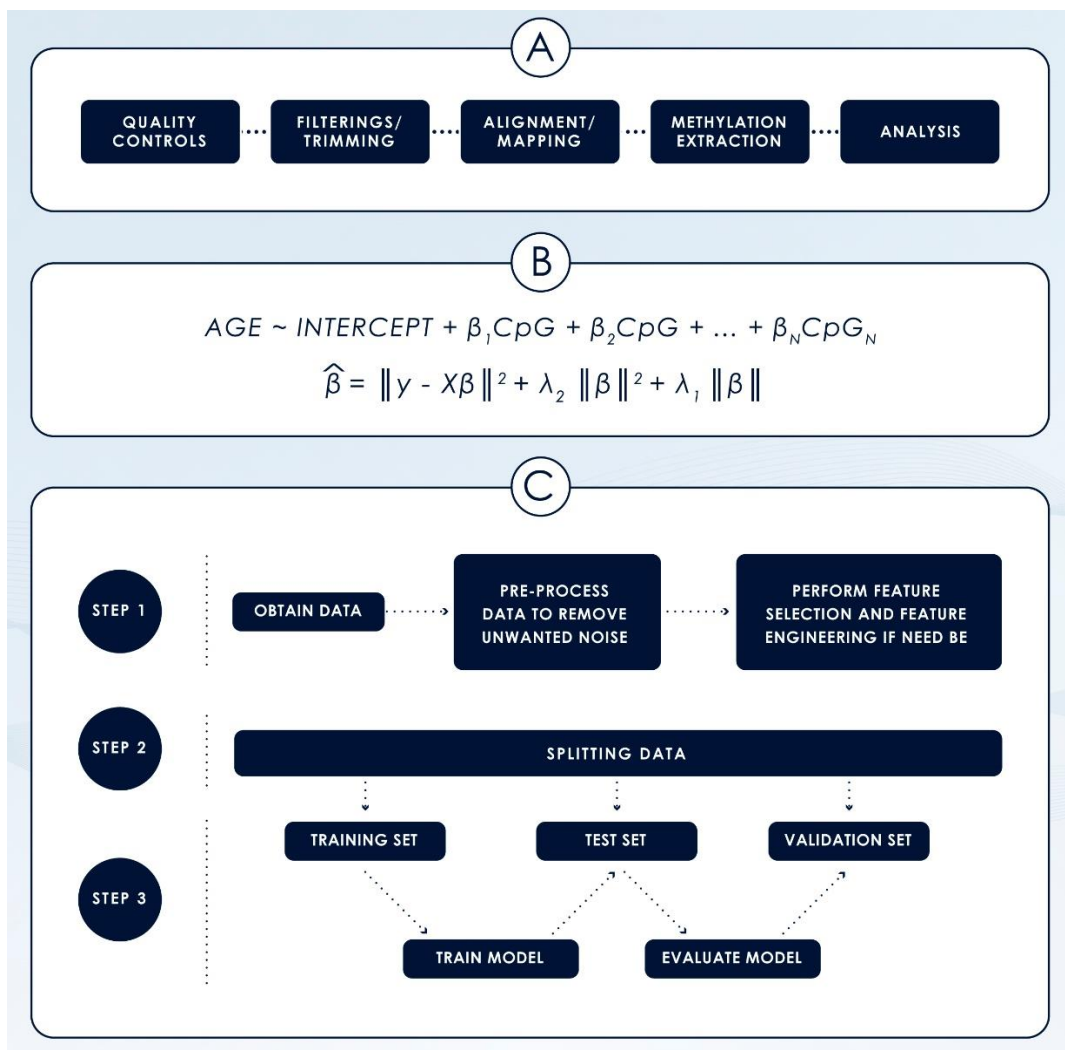 A
QUALITY
CONTROLS
FILTERINGS/
TRIMMING
ALIGNMENT/
MAPPING
METHYLATION
EXTRACTION
ANALYSIS
B
AGE ~ INTERCEPT + β₁CpG + β₂CpG + ... + β_NCpG_N
β̂ = ‖y - Xβ‖² + λ₂ ‖β‖² + λ₁ ‖β‖
C
STEP 1
OBTAIN DATA
PRE-PROCESS
DATA TO REMOVE
UNWANTED NOISE
PERFORM FEATURE
SELECTION AND FEATURE
ENGINEERING IF NEED BE
STEP 2
SPLITTING DATA
STEP 3
TRAINING SET
TEST SET
VALIDATION SET
TRAIN MODEL
EVALUATE MODEL